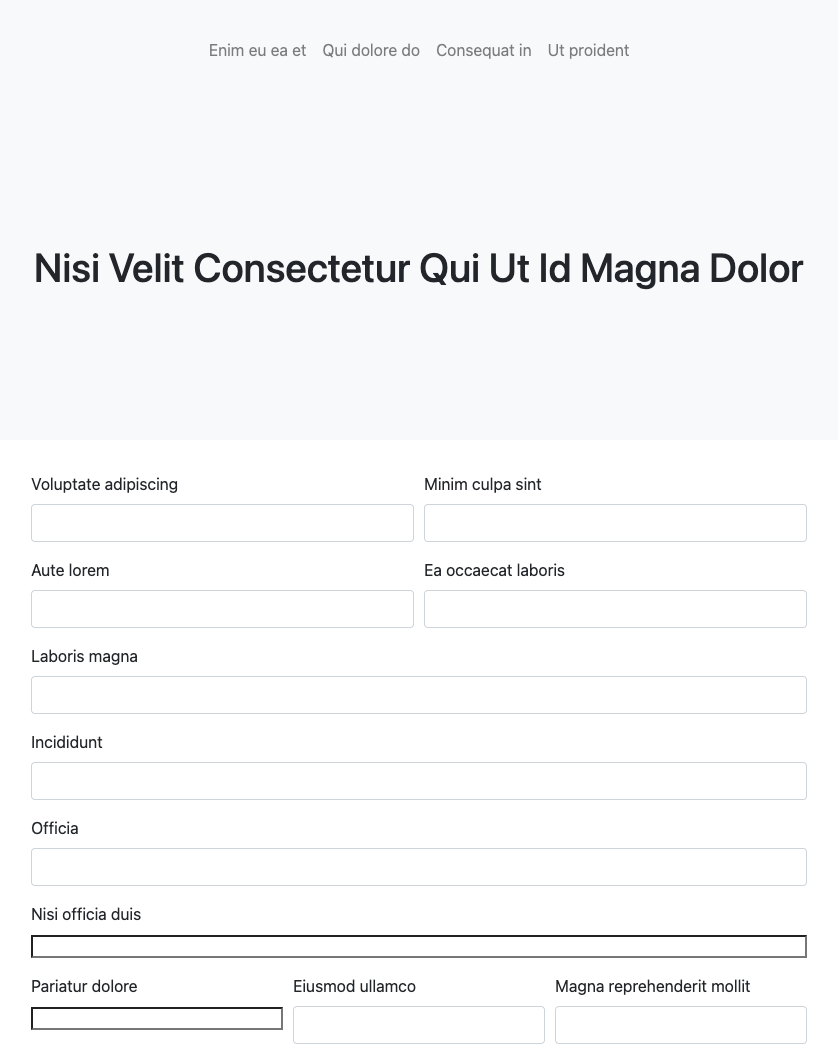 Enim eu ea et Qui dolore do Consequat in Ut proident
Nisi Velit Consectetur Qui Ut Id Magna Dolor
Voluptate adipiscing Minim culpa sint
Aute lorem Ea occaecat laboris
Laboris magna
Incididunt
Officia
Nisi officia duis
Pariatur dolore Eiusmod ullamco Magna reprehenderit mollit